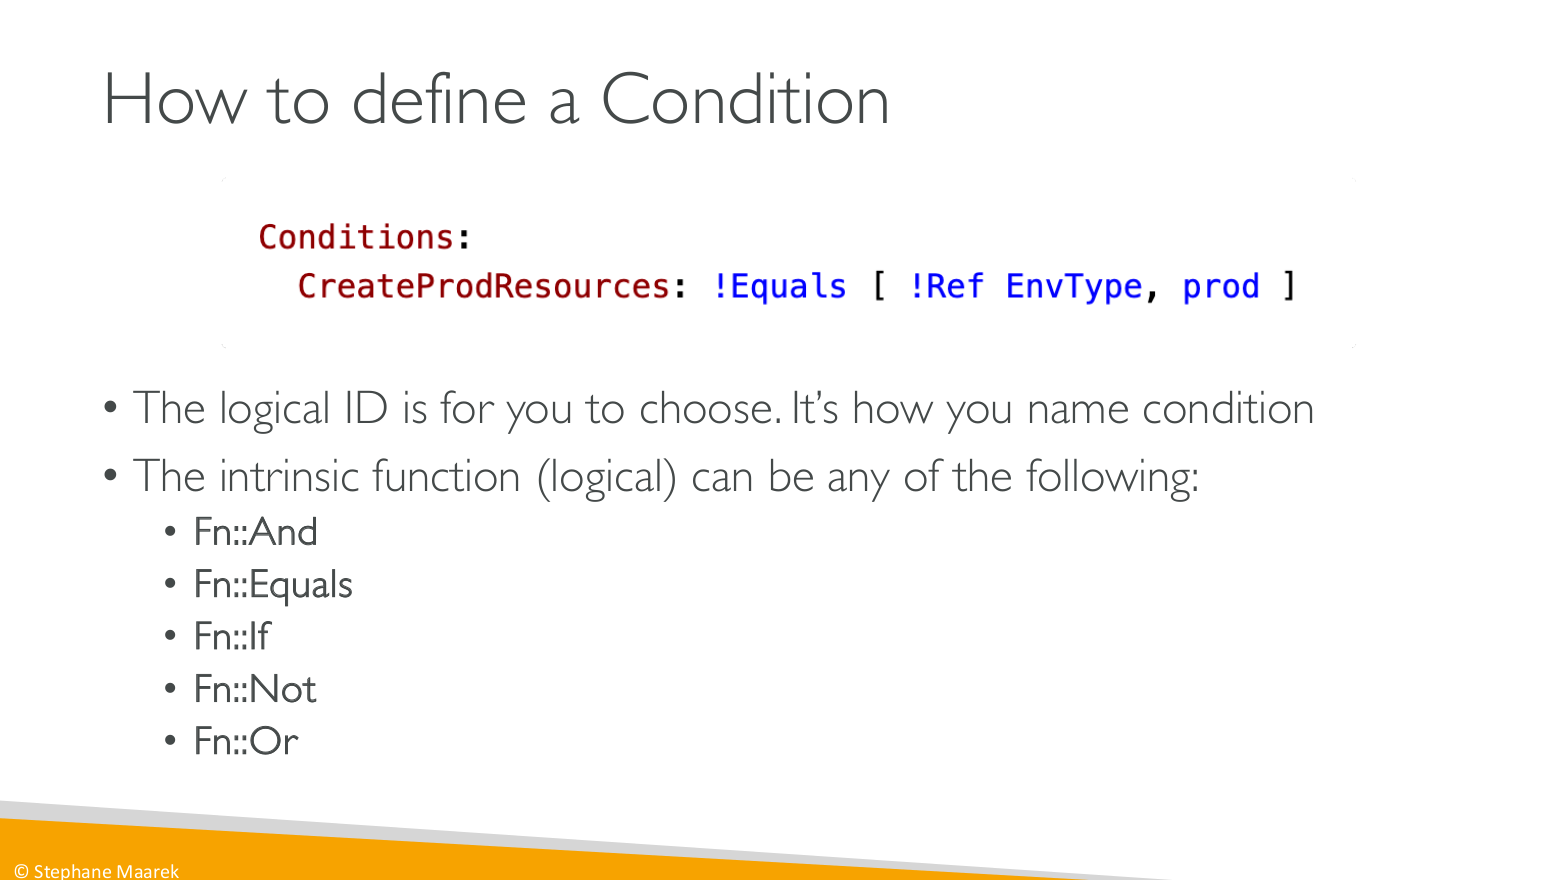 How to define a Condition
Conditions:
CreateProdResources: !Equals [ !Ref EnvType, prod ]
• The logical ID is for you to choose. It’s how you name condition
• The intrinsic function (logical) can be any of the following:
• Fn::And
• Fn::Equals
• Fn::If
• Fn::Not
• Fn::Or
© Stephane Maarek